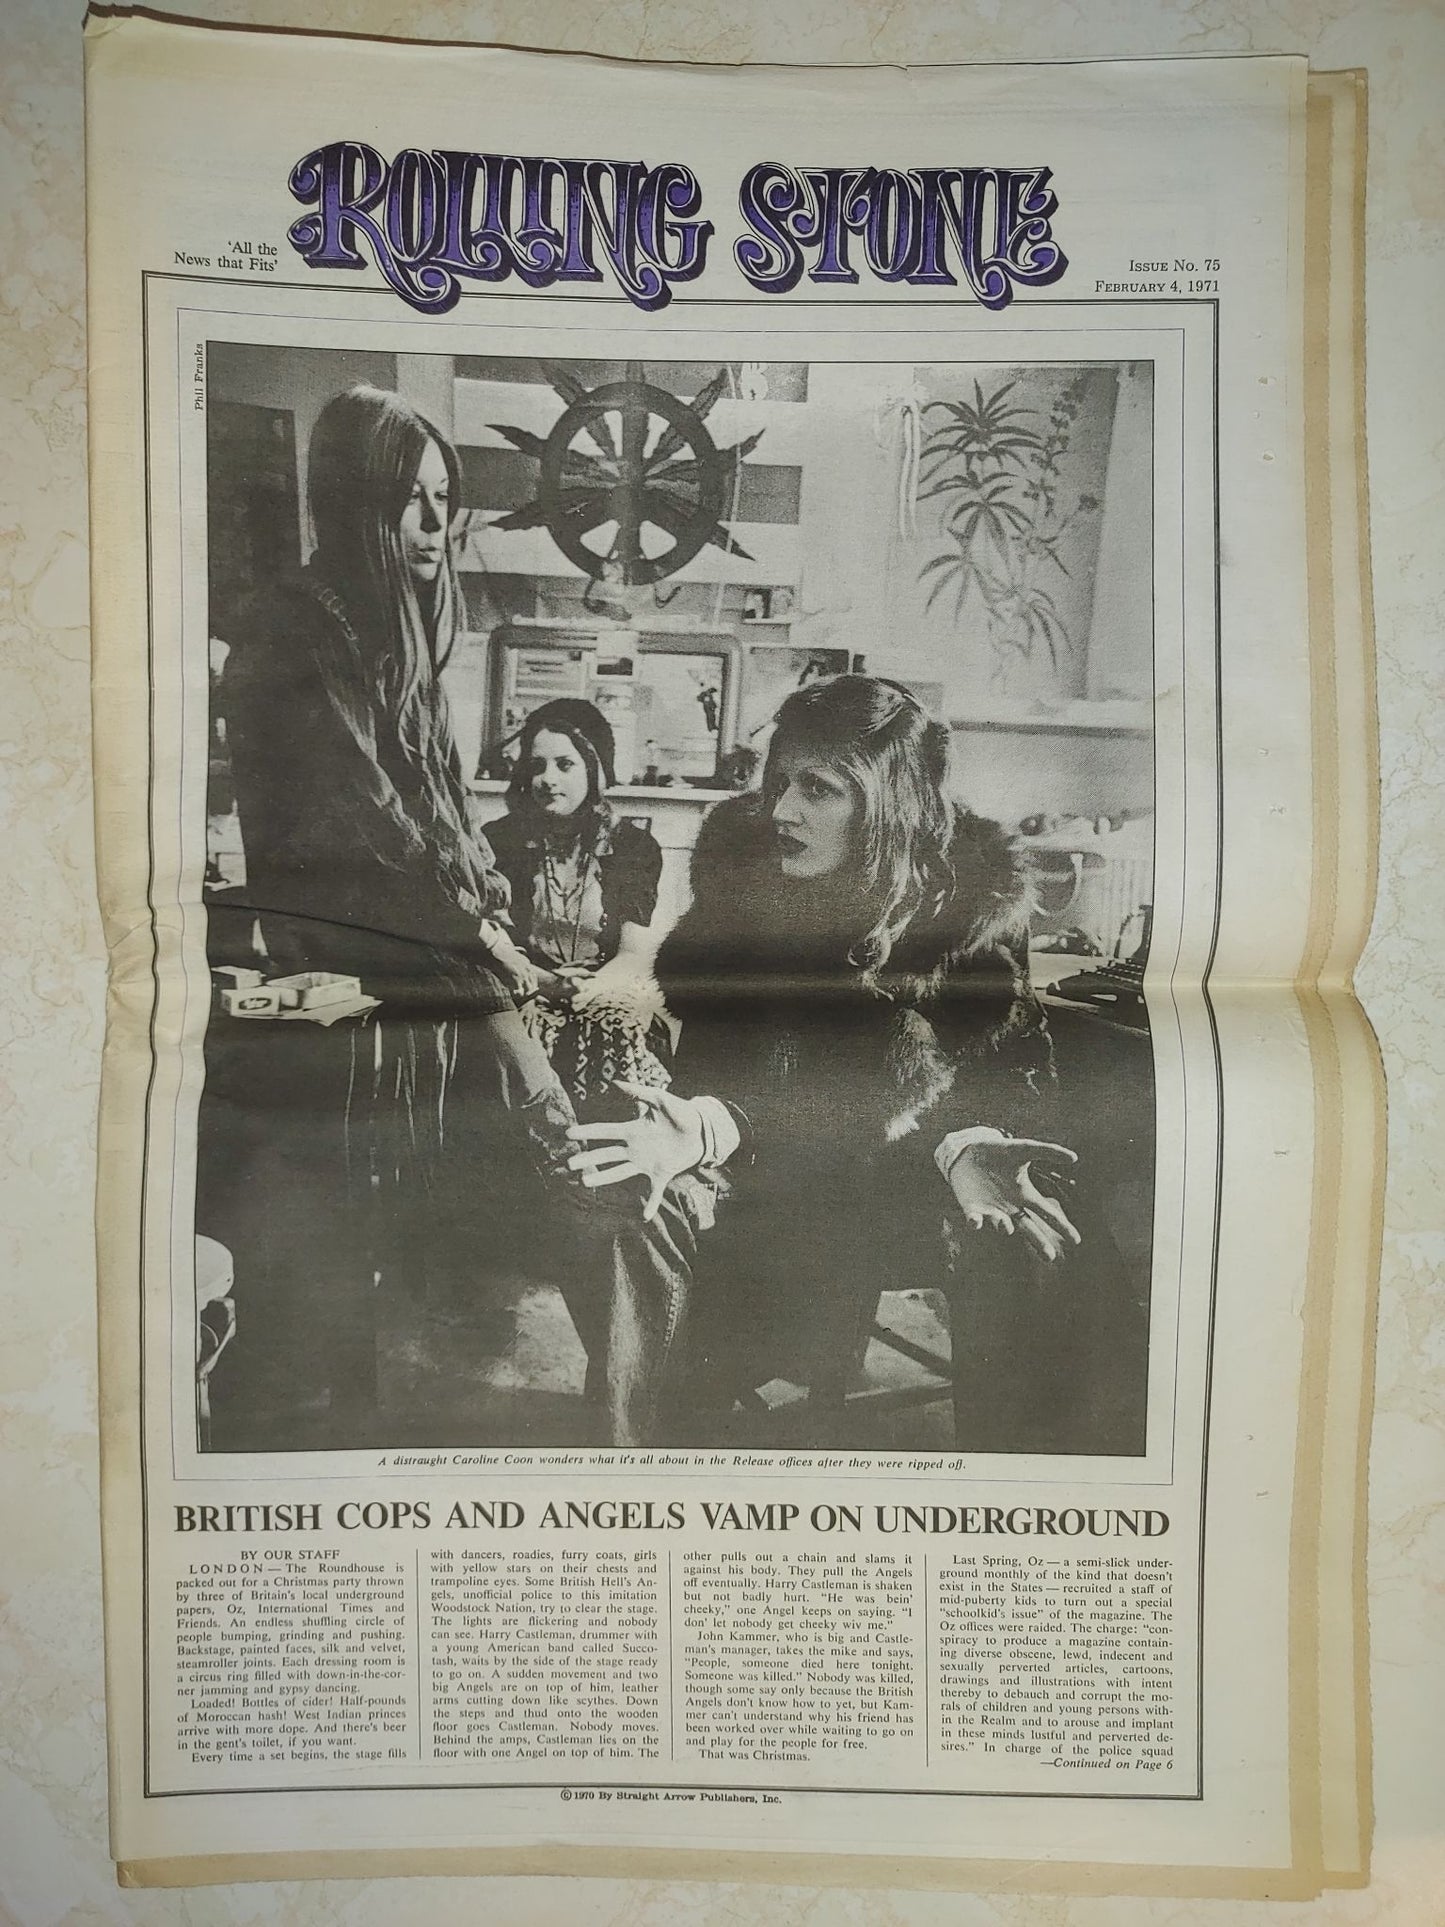 ROLLING STONE
'All the
News that Fits'
ISSUE NO. 75
FEBRUARY 4, 1971
Phil Franks
A distraught Caroline Coon wonders what it's all about in the Release offices after they were ripped off.
BRITISH COPS AND ANGELS VAMP ON UNDERGROUND
BY OUR STAFF
LONDON — The Roundhouse is
packed out for a Christmas party thrown
by three of Britain's local underground
papers, Oz, International Times and
Friends. An endless shuffling circle of
people bumping, grinding and pushing.
Backstage, painted faces, silk and velvet,
steamroller joints. Each dressing room is
a circus ring filled with down-in-the-cor-
ner jamming and gypsy dancing.
Loaded! Bottles of cider! Half-pounds
of Moroccan hash! West Indian princes
arrive with more dope. And there's beer
in the gent's toilet, if you want.
Every time a set begins, the stage fills
with dancers, roadies, furry coats, girls
with yellow stars on their chests and
trampoline eyes. Some British Hell's An-
gels, unofficial police to this imitation
Woodstock Nation, try to clear the stage.
The lights are flickering and nobody
can see. Harry Castleman, drummer with
a young American band called Succo-
tash, waits by the side of the stage ready
to go on. A sudden movement and two
big Angels are on top of him, leather
arms cutting down like scythes. Down
the steps and thud onto the wooden
floor goes Castleman. Nobody moves.
Behind the amps, Castleman lies on the
floor with one Angel on top of him. The
other pulls out a chain and slams it
against his body. They pull the Angels
off eventually. Harry Castleman is shaken
but not badly hurt. "He was bein'
cheeky," one Angel keeps on saying. "I
don' let nobody get cheeky wiv me."
John Kammer, who is big and Castle-
man's manager, takes the mike and says,
"People, someone died here tonight.
Someone was killed." Nobody was killed,
though some say only because the British
Angels don't know how to yet, but Kam-
mer can't understand why his friend has
been worked over while waiting to go on
and play for the people for free.
That was Christmas.
Last Spring, Oz — a semi-slick under-
ground monthly of the kind that doesn't
exist in the States — recruited a staff of
mid-puberty kids to turn out a special
"schoolkid's issue" of the magazine. The
Oz offices were raided. The charge: "con-
spiracy to produce a magazine contain-
ing diverse obscene, lewd, indecent and
sexually perverted articles, cartoons,
drawings and illustrations with intent
thereby to debauch and corrupt the mo-
rals of children and young persons with-
in the Realm and to arouse and implant
in these minds lustful and perverted de-
sires." In charge of the police squad
—Continued on Page 6
© 1970 By Straight Arrow Publishers, Inc.